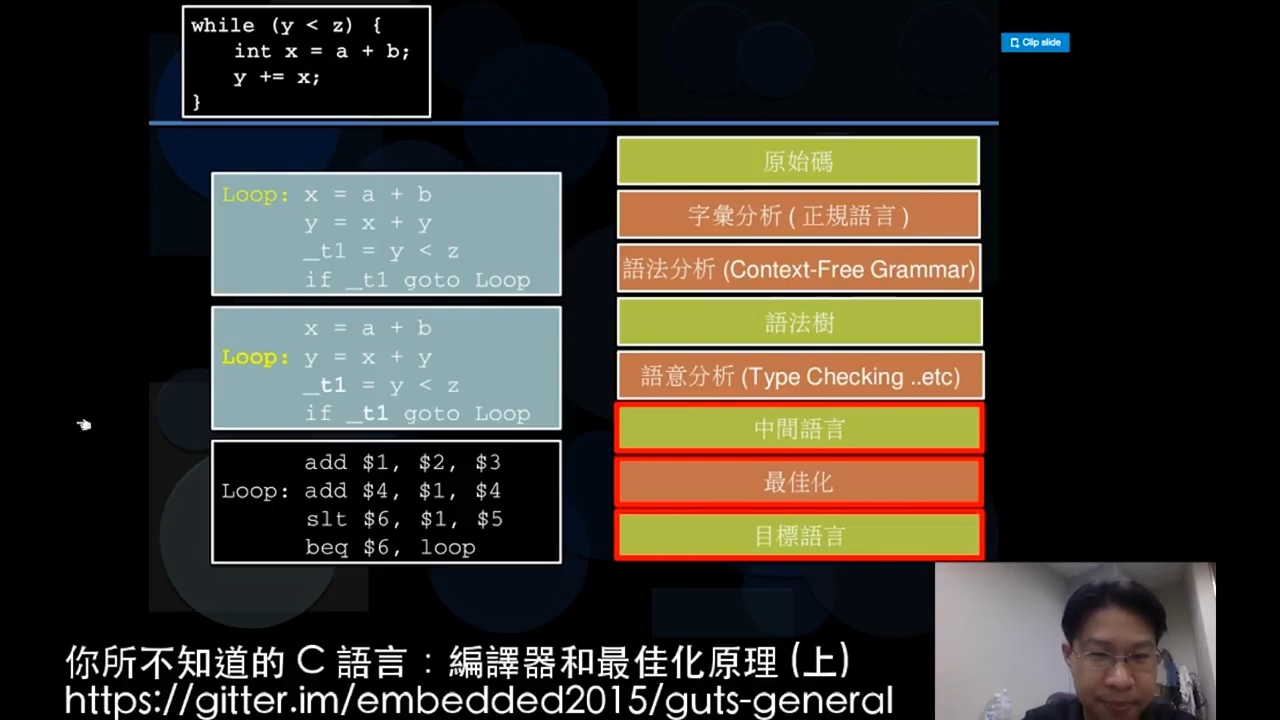 while (y < z) {
int x = a + b;
y += x;
}
Clip slide
Loop: x = a + b
y = x + y
_t1 = y < z
if _t1 goto Loop
x = a + b
Loop: y = x + y
_t1 = y < z
if _t1 goto Loop
add $1, $2, $3
Loop: add $4, $1, $4
slt $6, $1, $5
beq $6, loop
原始碼
字彙分析 ( 正規語言 )
語法分析 (Context-Free Grammar)
語法樹
語意分析 (Type Checking ..etc)
中間語言
最佳化
目標語言
你所不知道的 C 語言：編譯器和最佳化原理 (上)
https://gitter.im/embedded2015/guts-general